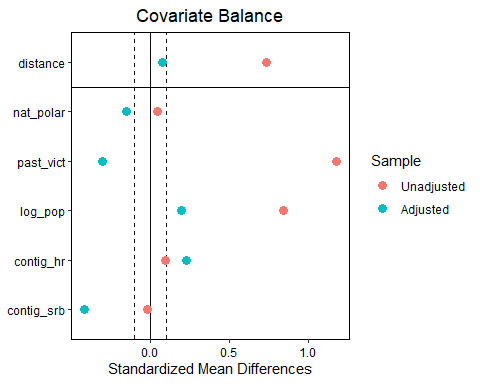 Covariate Balance
distance
nat_polar
past_vict
log_pop
contig_hr
contig_srb
0.0 0.5 1.0
Standardized Mean Differences
Sample
Unadjusted
Adjusted